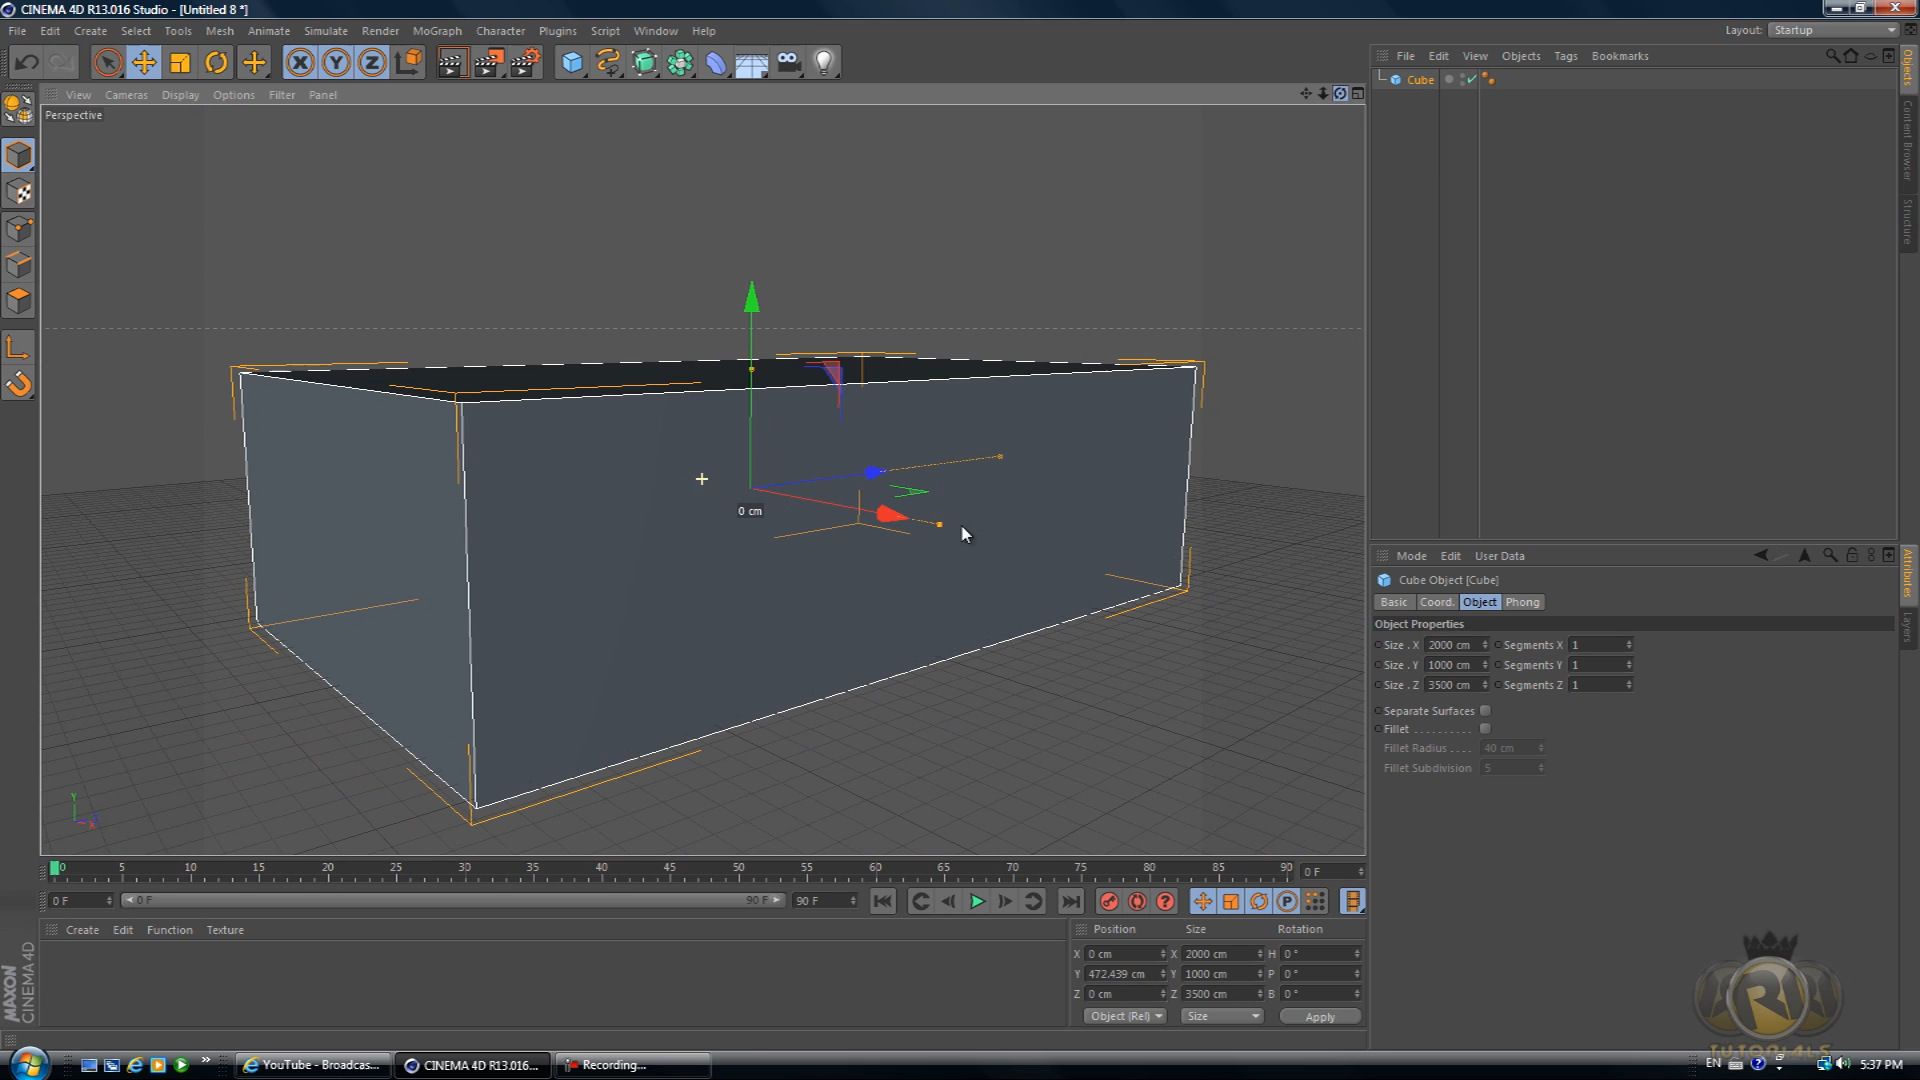 CINEMA 4D R13.016 Studio - [Untitled 8 *]
File Edit Create Select Tools Mesh Animate Simulate Render MoGraph Character Plugins Script Window Help
Layout: Startup
File Edit View Objects Tags Bookmarks
Cube
View Cameras Display Options Filter Panel
Perspective
0 cm
Y
X
Objects
Content Browser
Structure
Mode Edit User Data
Cube Object [Cube]
Basic Coord. Object Phong
Object Properties
Size . X 2000 cm Segments X 1
Size . Y 1000 cm Segments Y 1
Size . Z 3500 cm Segments Z 1
Separate Surfaces
Fillet . . . . . . . . . .
Fillet Radius . . . . 40 cm
Fillet Subdivision 5
Attributes
Layers
0 5 10 15 20 25 30 35 40 45 50 55 60 65 70 75 80 85 90 0 F
0 F 0 F 90 F 90 F
Create Edit Function Texture
Position Size Rotation
X 0 cm X 2000 cm H 0 °
Y 472.439 cm Y 1000 cm P 0 °
Z 0 cm Z 3500 cm B 0 °
Object (Rel) Size Apply
MAXON
CINEMA 4D
TUTORIALS
YouTube - Broadcas... CINEMA 4D R13.016... Recording...
EN 5:37 PM